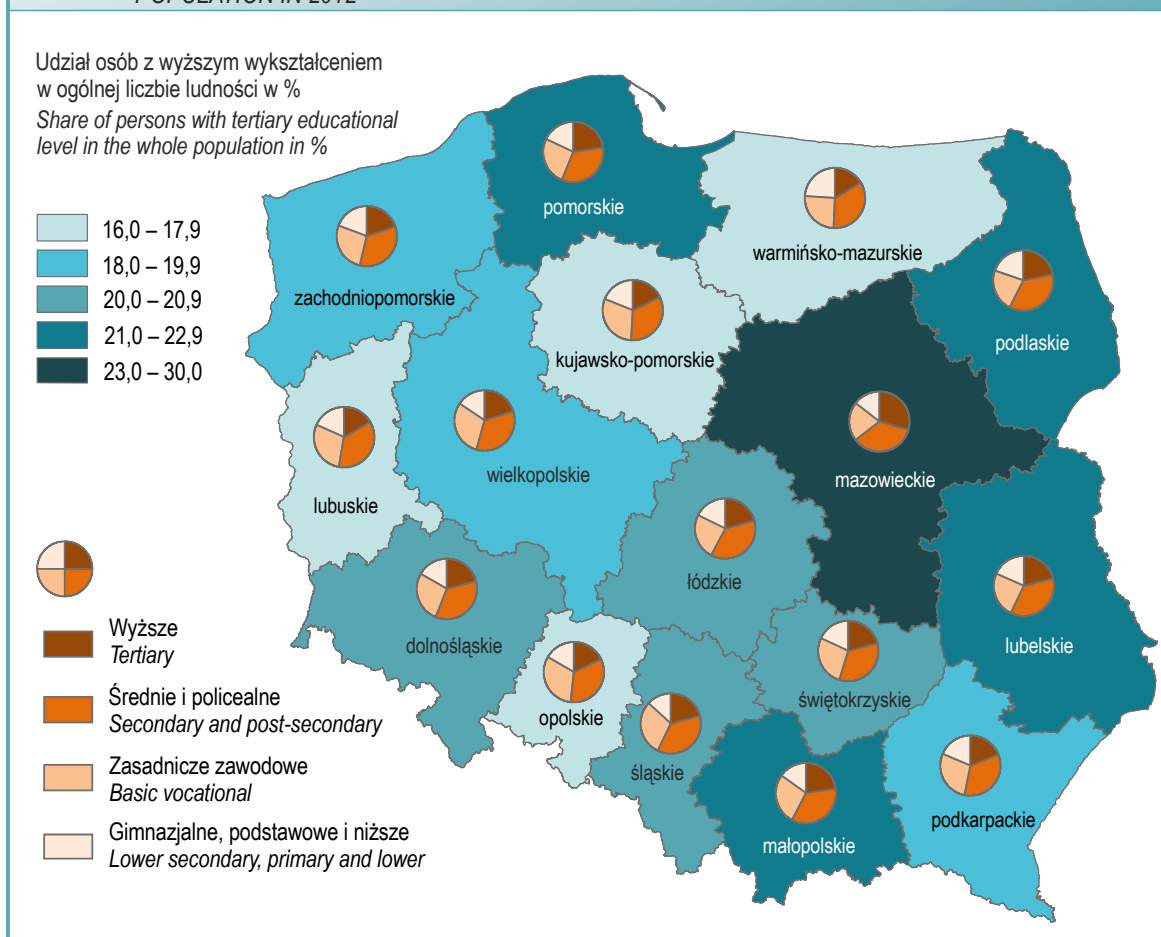 POPULATION IN 2012
Udział osób z wyższym wykształceniem
w ogólnej liczbie ludności w %
Share of persons with tertiary educational
level in the whole population in %
16,0 – 17,9
18,0 – 19,9
20,0 – 20,9
21,0 – 22,9
23,0 – 30,0
pomorskie
warmińsko-mazurskie
zachodniopomorskie
podlaskie
kujawsko-pomorskie
wielkopolskie
mazowieckie
lubuskie
łódzkie
dolnośląskie
lubelskie
świętokrzyskie
opolskie
śląskie
podkarpackie
małopolskie
Wyższe
Tertiary
Średnie i policealne
Secondary and post-secondary
Zasadnicze zawodowe
Basic vocational
Gimnazjalne, podstawowe i niższe
Lower secondary, primary and lower